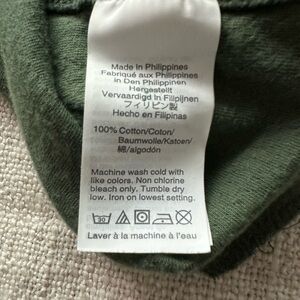 Made in Philippines
Fabriqué aux Philippines
In Den Philippinen
Hergestellt
Vervaardigd In Filipijnen
フィリピン製
Hecho en Filipinas
100% Cotton/Coton/
Baumwolle/Katoen/
綿/algodón
Machine wash cold with
like colors. Non chlorine
bleach only. Tumble dry
low. Iron on lowest setting.
30
Laver à la machine à l'eau